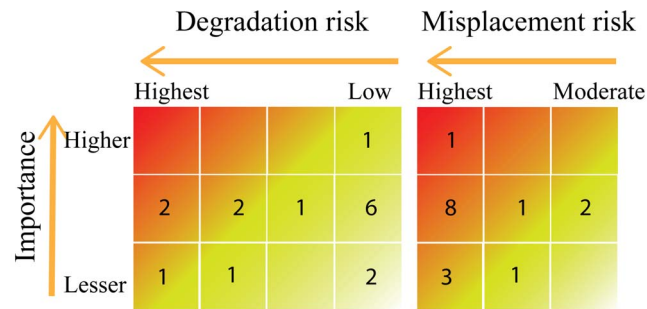 Degradation risk Misplacement risk
Highest Low Highest Moderate
Importance
Higher 1 1
2 2 1 6 8 1 2
Lesser 1 1 2 3 1